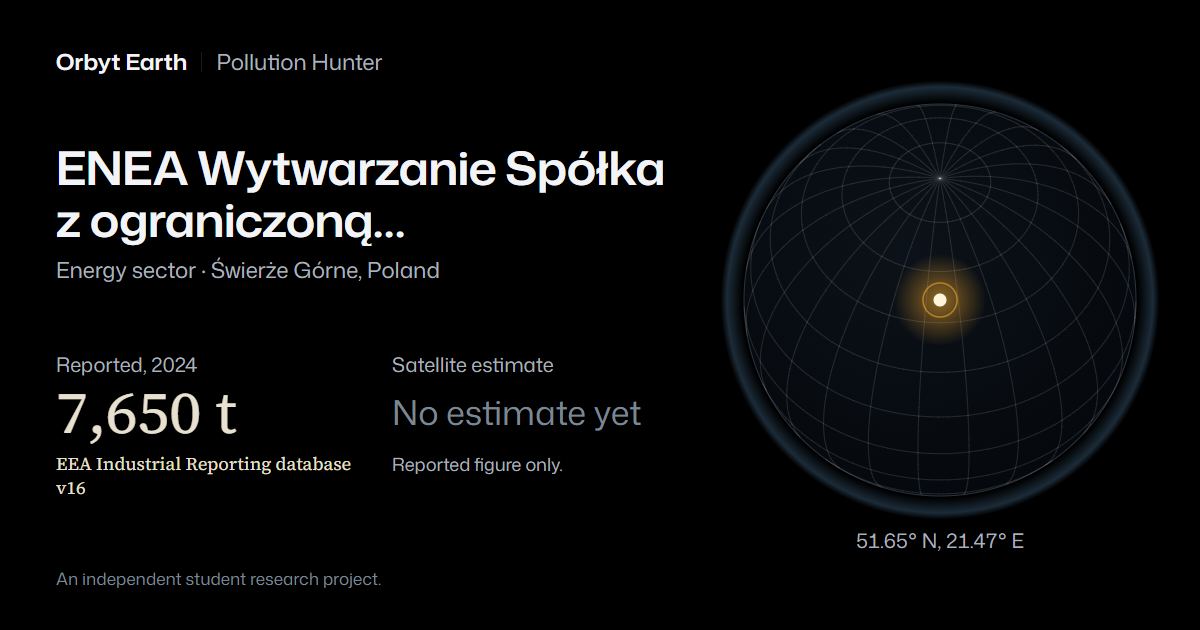 Orbyt Earth | Pollution Hunter
ENEA Wytwarzanie Spółka
z ograniczoną...
Energy sector · Świerże Górne, Poland
Reported, 2024
7,650 t
EEA Industrial Reporting database
v16
Satellite estimate
No estimate yet
Reported figure only.
51.65° N, 21.47° E
An independent student research project.